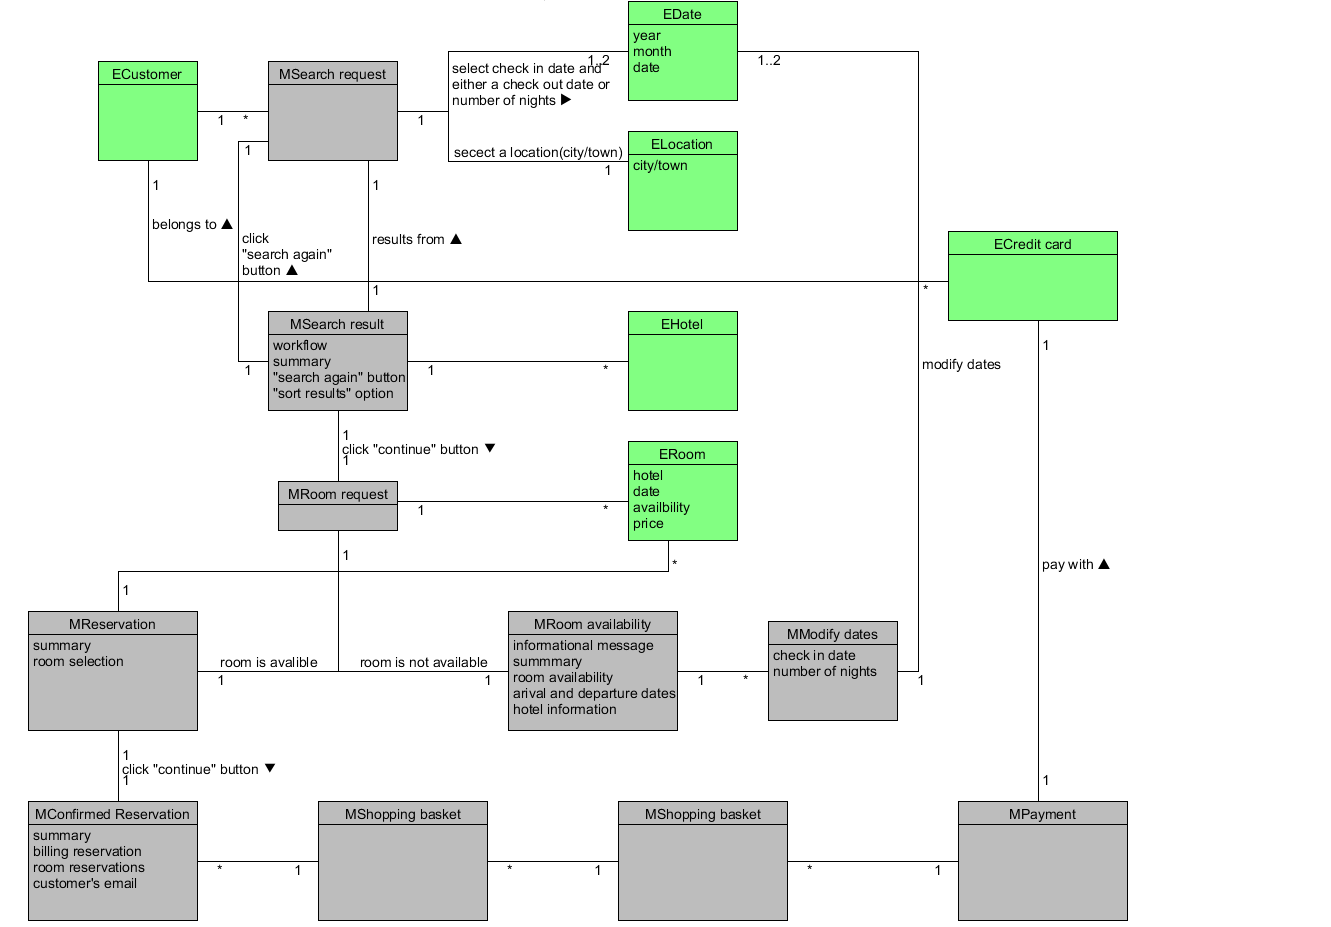 EDate
year
month
date
1..2
1..2
ECustomer
MSearch request
select check in date and
either a check out date or
number of nights ▶
1
*
1
1
ELocation
city/town
secect a location(city/town)
1
1
1
belongs to ▲
click
"search again"
button ▲
results from ▲
ECredit card
*
1
MSearch result
workflow
summary
"search again" button
"sort results" option
1
1
*
EHotel
1
modify dates
1
click "continue" button ▼
1
ERoom
hotel
date
availbility
price
MRoom request
1
*
1
*
pay with ▲
1
MReservation
summary
room selection
room is avalible
1
room is not available
1
MRoom availability
informational message
summmary
room availability
arival and departure dates
hotel information
1
*
MModify dates
check in date
number of nights
1
1
click "continue" button ▼
1
1
MConfirmed Reservation
summary
billing reservation
room reservations
customer's email
*
1
MShopping basket
*
1
MShopping basket
*
1
MPayment